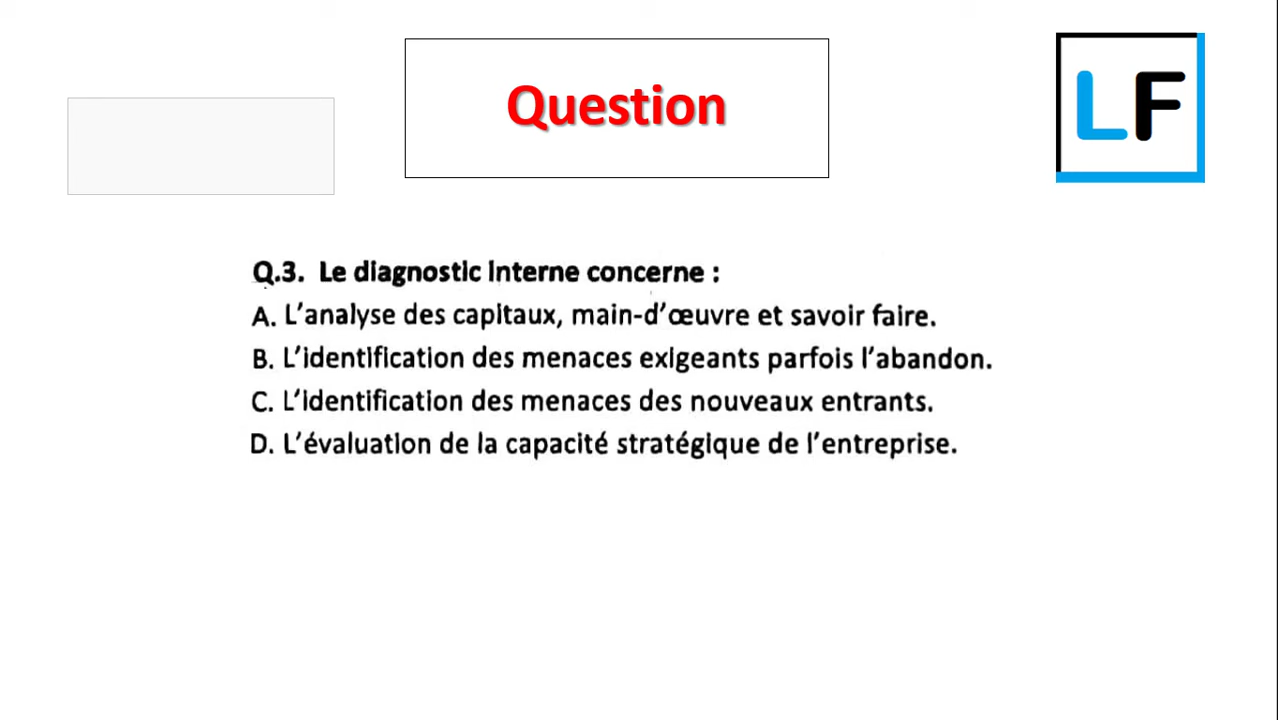 Question
LF
Q.3. Le diagnostic interne concerne :
A. L'analyse des capitaux, main-d'œuvre et savoir faire.
B. L'identification des menaces exigeants parfois l'abandon.
C. L'identification des menaces des nouveaux entrants.
D. L'évaluation de la capacité stratégique de l'entreprise.